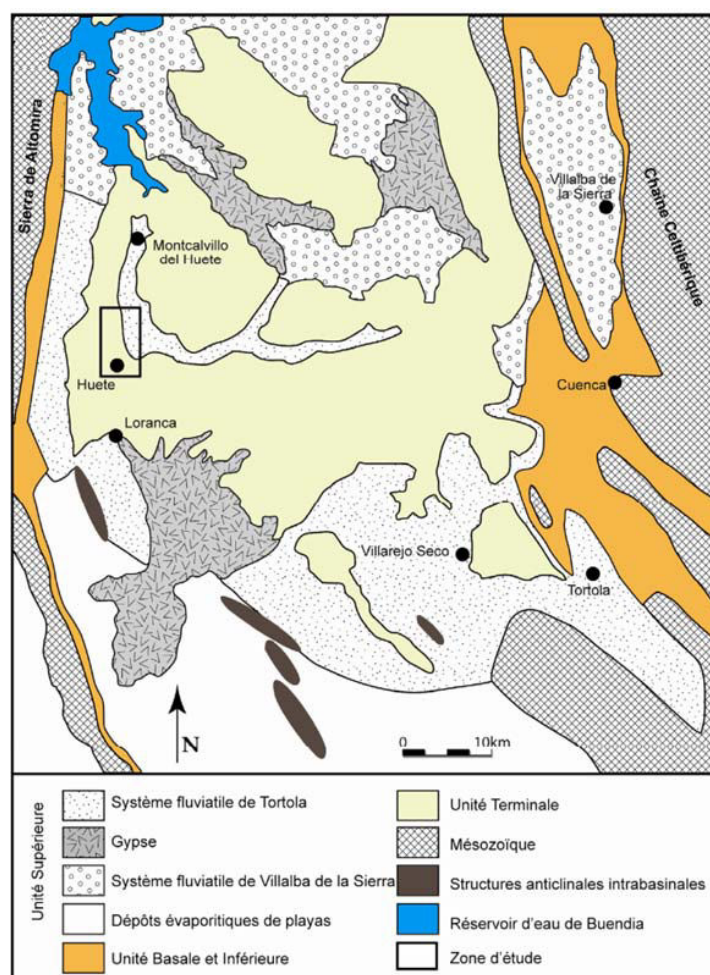 Sierra de Altomira
Chaîne Celtibérique
Villalba de
la Sierra
Montcalvillo
del Huete
Huete
Cuenca
Loranca
Villarejo Seco
Tortola
N
0 10km
Unité Supérieure
Système fluviatile de Tortola
Gypse
Système fluviatile de Villalba de la Sierra
Dépôts évaporitiques de playas
Unité Basale et Inférieure
Unité Terminale
Mésozoïque
Structures anticlinales intrabasinales
Réservoir d'eau de Buendia
Zone d'étude